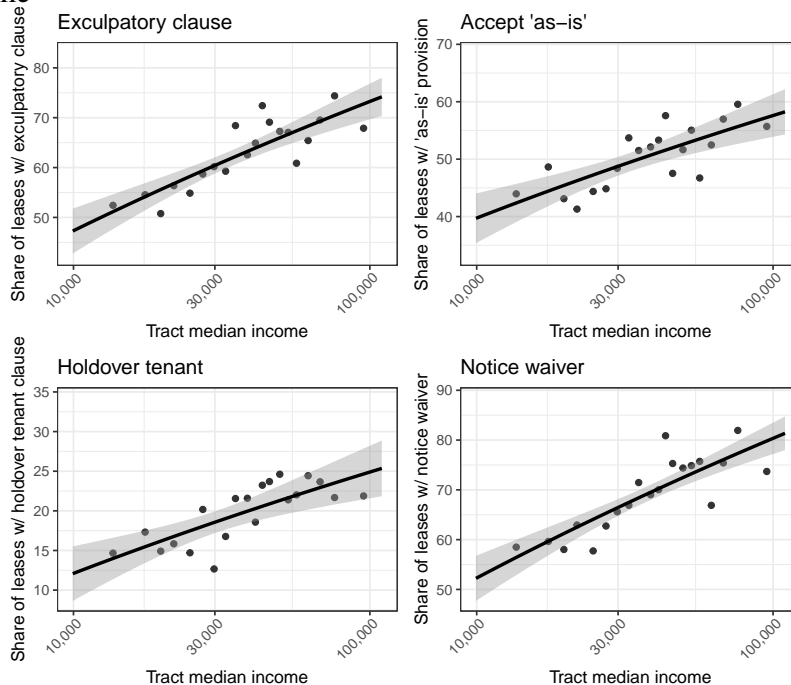 Exculpatory clause
Share of leases w/ exculpatory clause
80
70
60
50
10,000
30,000
100,000
Tract median income
Accept 'as−is'
Share of leases w/ 'as−is' provision
70
60
50
40
10,000
30,000
100,000
Tract median income
Holdover tenant
Share of leases w/ holdover tenant clause
35
30
25
20
15
10
10,000
30,000
100,000
Tract median income
Notice waiver
Share of leases w/ notice waiver
90
80
70
60
50
10,000
30,000
100,000
Tract median income